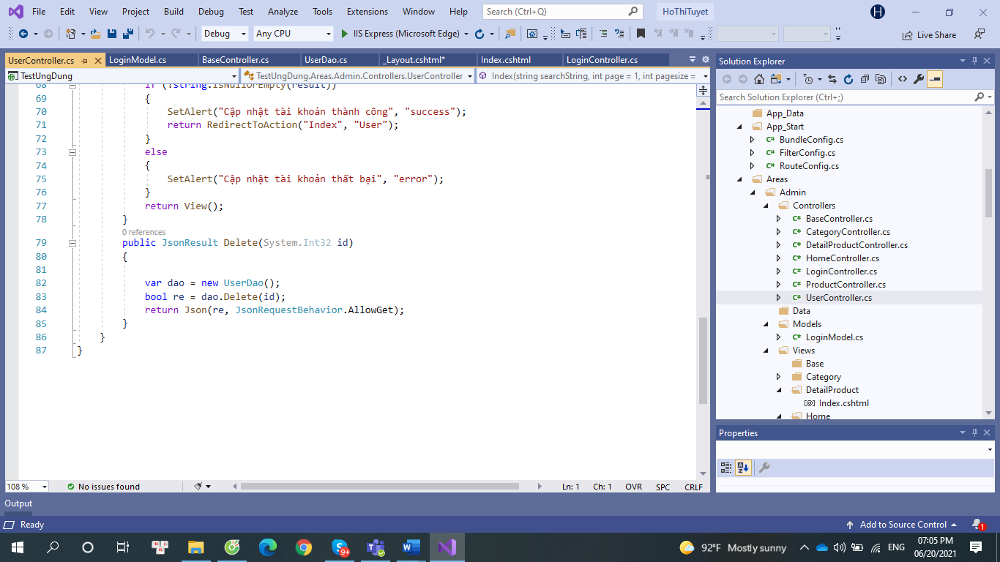 File Edit View Project Build Debug Test Analyze Tools Extensions Window Help Search (Ctrl+Q) HoThiTuyet H
Debug Any CPU IIS Express (Microsoft Edge) Live Share
UserController.cs LoginModel.cs BaseController.cs UserDao.cs _Layout.cshtml* Index.cshtml LoginController.cs
TestUngDung TestUngDung.Areas.Admin.Controllers.UserController Index(string searchString, int page = 1, int pagesize =
68 if (!string.IsNullOrEmpty(result))
69 {
70 SetAlert("Cập nhật tài khoản thành công", "success");
71 return RedirectToAction("Index", "User");
72 }
73 else
74 {
75 SetAlert("Cập nhật tài khoản thất bại", "error");
76 }
77 return View();
78 }
0 references
79 public JsonResult Delete(System.Int32 id)
80 {
81
82 var dao = new UserDao();
83 bool re = dao.Delete(id);
84 return Json(re, JsonRequestBehavior.AllowGet);
85 }
86 }
87 }
108 % No issues found Ln: 1 Ch: 1 OVR SPC CRLF
Solution Explorer
Search Solution Explorer (Ctrl+;)
App_Data
App_Start
C# BundleConfig.cs
C# FilterConfig.cs
C# RouteConfig.cs
Areas
Admin
Controllers
C# BaseController.cs
C# CategoryController.cs
C# DetailProductController.cs
C# HomeController.cs
C# LoginController.cs
C# ProductController.cs
C# UserController.cs
Data
Models
C# LoginModel.cs
Views
Base
Category
DetailProduct
[@] Index.cshtml
Home
Properties
Output
Ready Add to Source Control 1
9+ 92°F Mostly sunny ENG 07:05 PM
06/20/2021